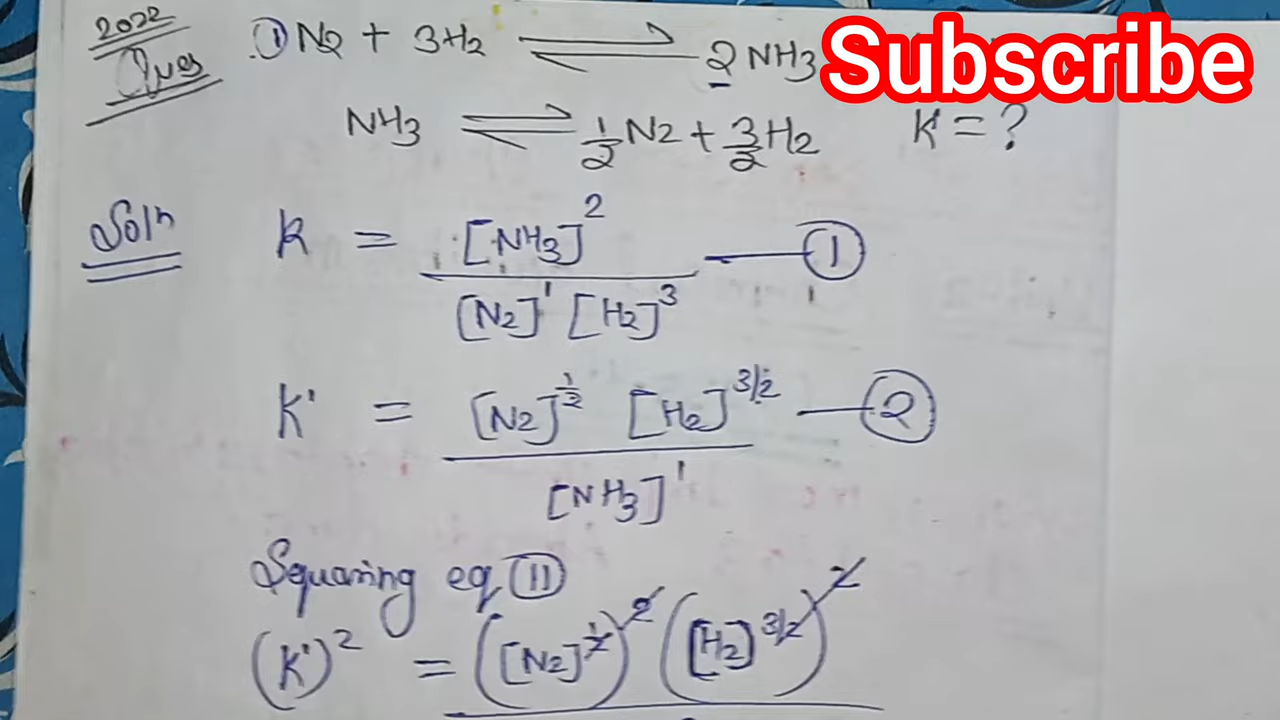 2022
Ques
① N2 + 3H2 ⇌ 2NH3
Subscribe
NH3 ⇌ 1/2 N2 + 3/2 H2 K' = ?
Soln
K = [NH3]^2 / [N2]^1 [H2]^3 —— ①
K' = [N2]^1/2 [H2]^3/2 / [NH3]^1 —— ②
Squaring eq ⑪
(K')^2 = ([N2]^1/2)^2 ([H2]^3/2)^2